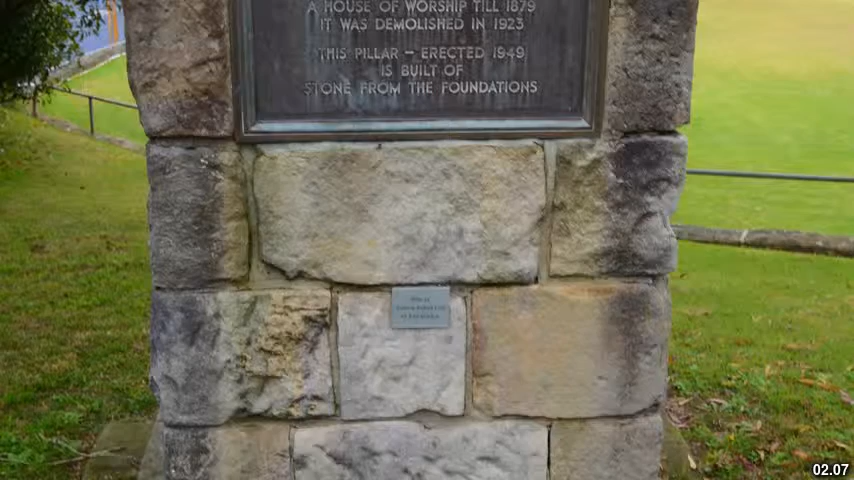 A HOUSE OF WORSHIP TILL 1879
IT WAS DEMOLISHED IN 1923
THIS PILLAR — ERECTED 1949
IS BUILT OF
STONE FROM THE FOUNDATIONS
02.07